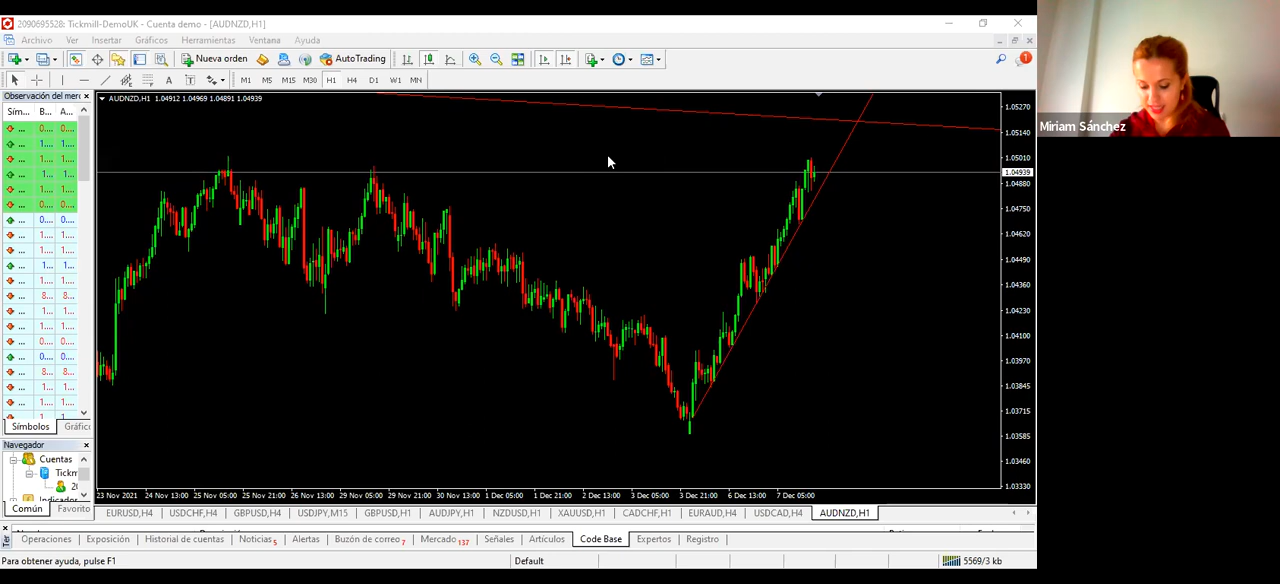 2090695528: Tickmill-DemoUK - Cuenta demo - [AUDNZD,H1]
Archivo Ver Insertar Gráficos Herramientas Ventana Ayuda
Nueva orden AutoTrading 1
A T M1 M5 M15 M30 H1 H4 D1 W1 MN
Observación del merc
Sím... B... A...
AUDNZD,H1 1.04912 1.04969 1.04891 1.04939
Miriam Sánchez
1.05270
1.05140
1.05010
1.04939
1.04880
1.04750
1.04620
1.04490
1.04360
1.04230
1.04100
1.03970
1.03845
1.03715
1.03585
1.03460
1.03330
Símbolos Gráfico
Navegador
Cuentas
Tickm
Común Favorito
23 Nov 2021 24 Nov 13:00 25 Nov 05:00 25 Nov 21:00 26 Nov 13:00 29 Nov 05:00 29 Nov 21:00 30 Nov 13:00 1 Dec 05:00 1 Dec 21:00 2 Dec 13:00 3 Dec 05:00 3 Dec 21:00 6 Dec 13:00 7 Dec 05:00
EURUSD,H4 USDCHF,H4 GBPUSD,H4 USDJPY,M15 GBPUSD,H1 AUDJPY,H1 NZDUSD,H1 XAUUSD,H1 CADCHF,H1 EURAUD,H4 USDCAD,H4 AUDNZD,H1
Operaciones Exposición Historial de cuentas Noticias 5 Alertas Buzón de correo 7 Mercado 137 Señales Artículos Code Base Expertos Registro
Para obtener ayuda, pulse F1 Default 5569/3 kb